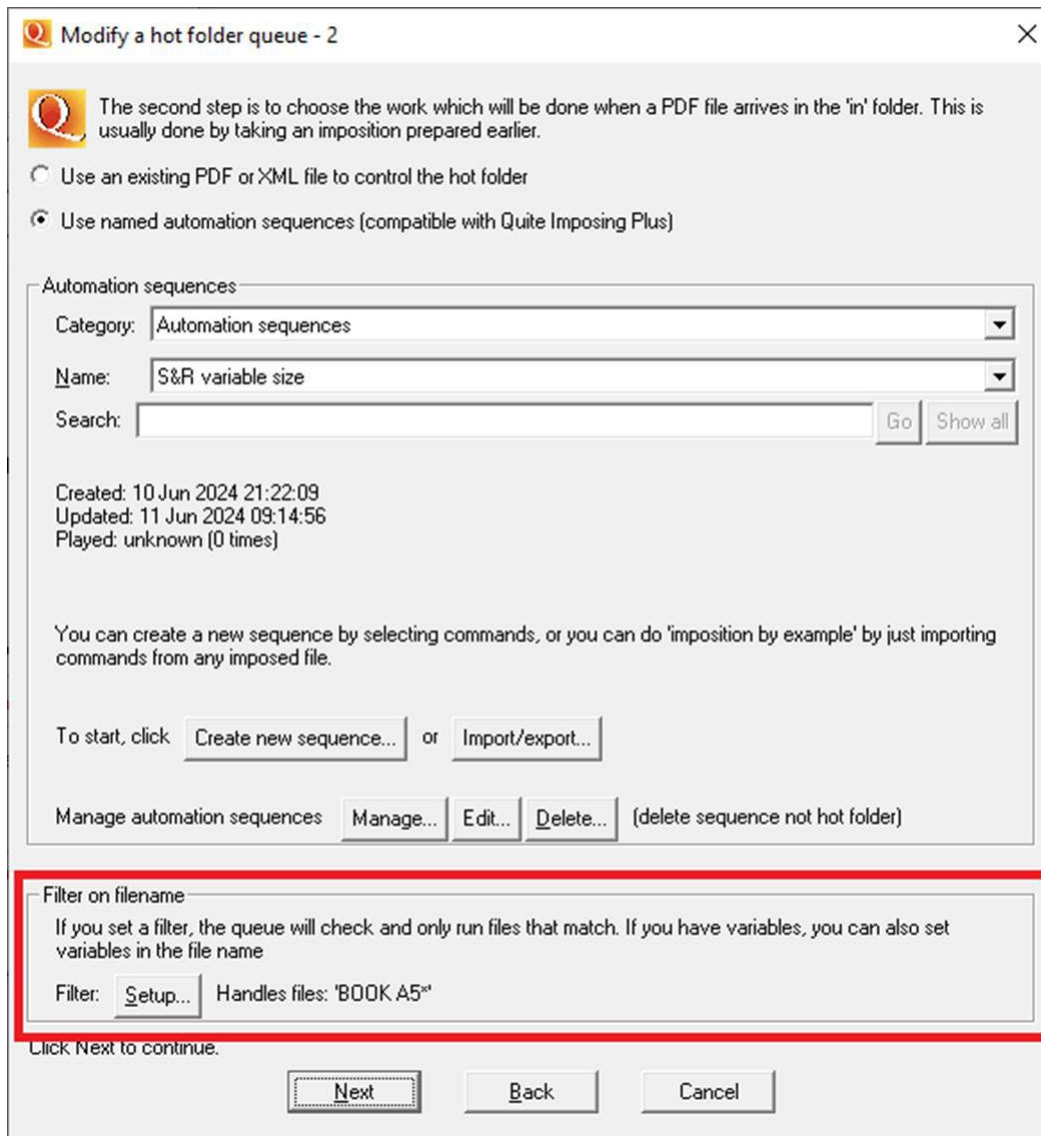 Modify a hot folder queue - 2
The second step is to choose the work which will be done when a PDF file arrives in the 'in' folder. This is
usually done by taking an imposition prepared earlier.
Use an existing PDF or XML file to control the hot folder
Use named automation sequences (compatible with Quite Imposing Plus)
Automation sequences
Category: Automation sequences
Name: S&R variable size
Search: Go Show all
Created: 10 Jun 2024 21:22:09
Updated: 11 Jun 2024 09:14:56
Played: unknown (0 times)
You can create a new sequence by selecting commands, or you can do 'imposition by example' by just importing
commands from any imposed file.
To start, click Create new sequence... or Import/export...
Manage automation sequences Manage... Edit... Delete... (delete sequence not hot folder)
Filter on filename
If you set a filter, the queue will check and only run files that match. If you have variables, you can also set
variables in the file name
Filter: Setup... Handles files: 'BOOK A5*'
Click Next to continue.
Next Back Cancel